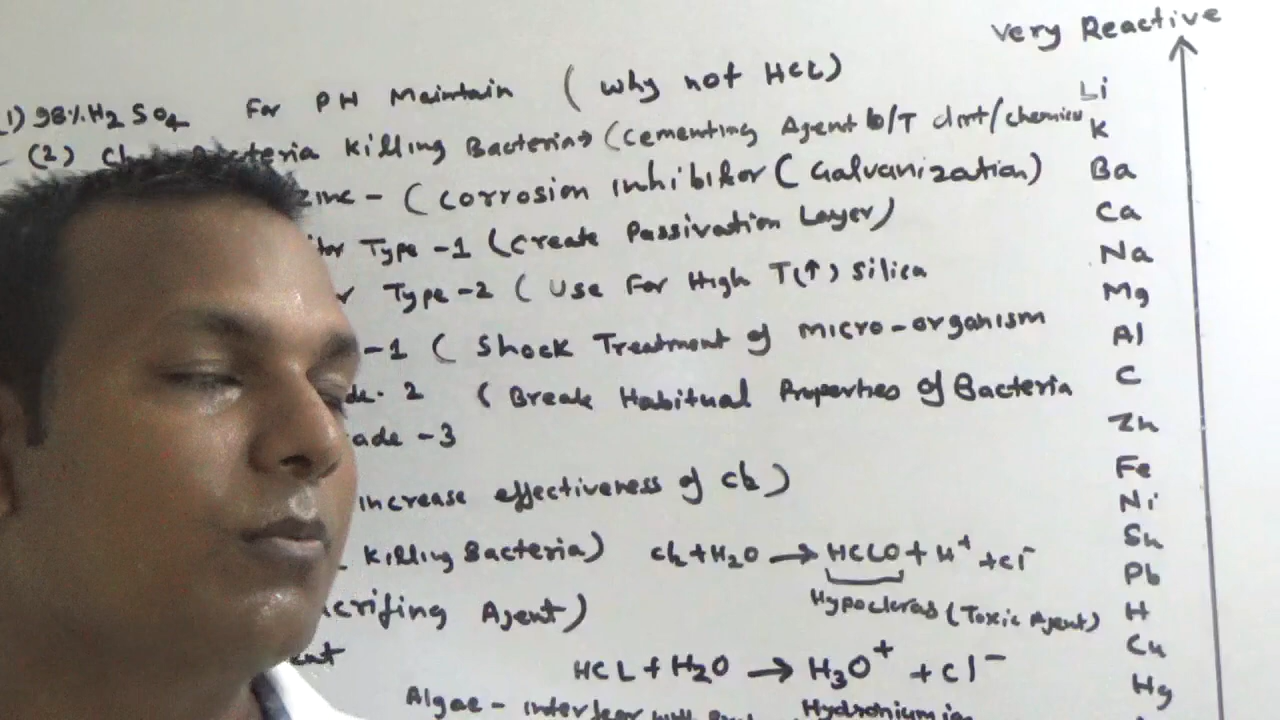 Very Reactive
1) 98% H2SO4 For PH Maintain (Why not HCL)
(2) Bacteria Killing Bacteria→ (Cementing Agent b/T dirt/chemical
zinc - (corrosion inhibitor (Galvanization)
Type -1 (Create Passivation Layer)
Type -2 (Use For High T(↑) Silica
-1 ( Shock Treatment of micro-organism
2 (Break Habitual Properties of Bacteria
-3
increase effectiveness of cl2)
Killing Bacteria) cl2+H2O → HCLO + H+ + cl-
(Toxic Agent)
Agent)
HCL + H2O → H3O+ + cl-
Algae -
Li
K
Ba
Ca
Na
Mg
Al
C
Zn
Fe
Ni
Sn
Pb
H
Cu
Hg